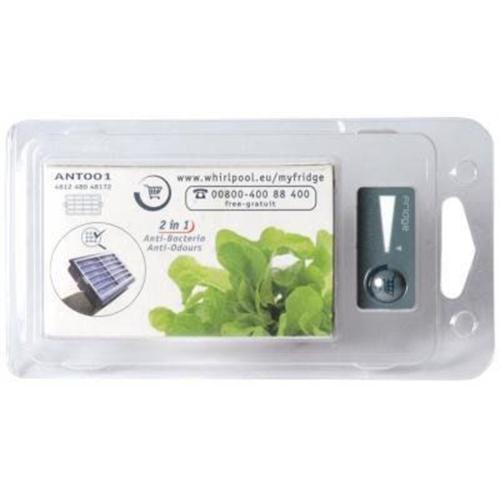 ANT001
4812 480 48172
www.whirlpool.eu/myfridge
00800-400 88 400
free-gratuit
2 in 1
Anti-Bacteria
Anti-Odours
Fridge